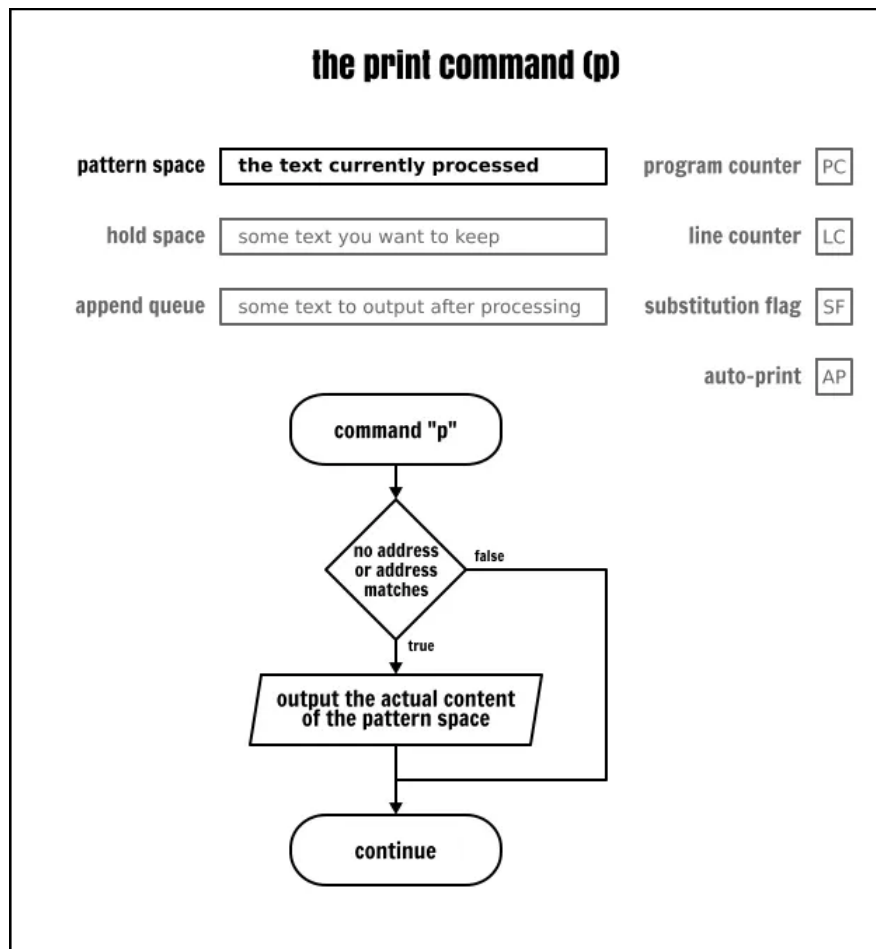 the print command (p)
pattern space the text currently processed program counter PC
hold space some text you want to keep line counter LC
append queue some text to output after processing substitution flag SF
auto-print AP
command "p"
no address
or address
matches
false
true
output the actual content
of the pattern space
continue